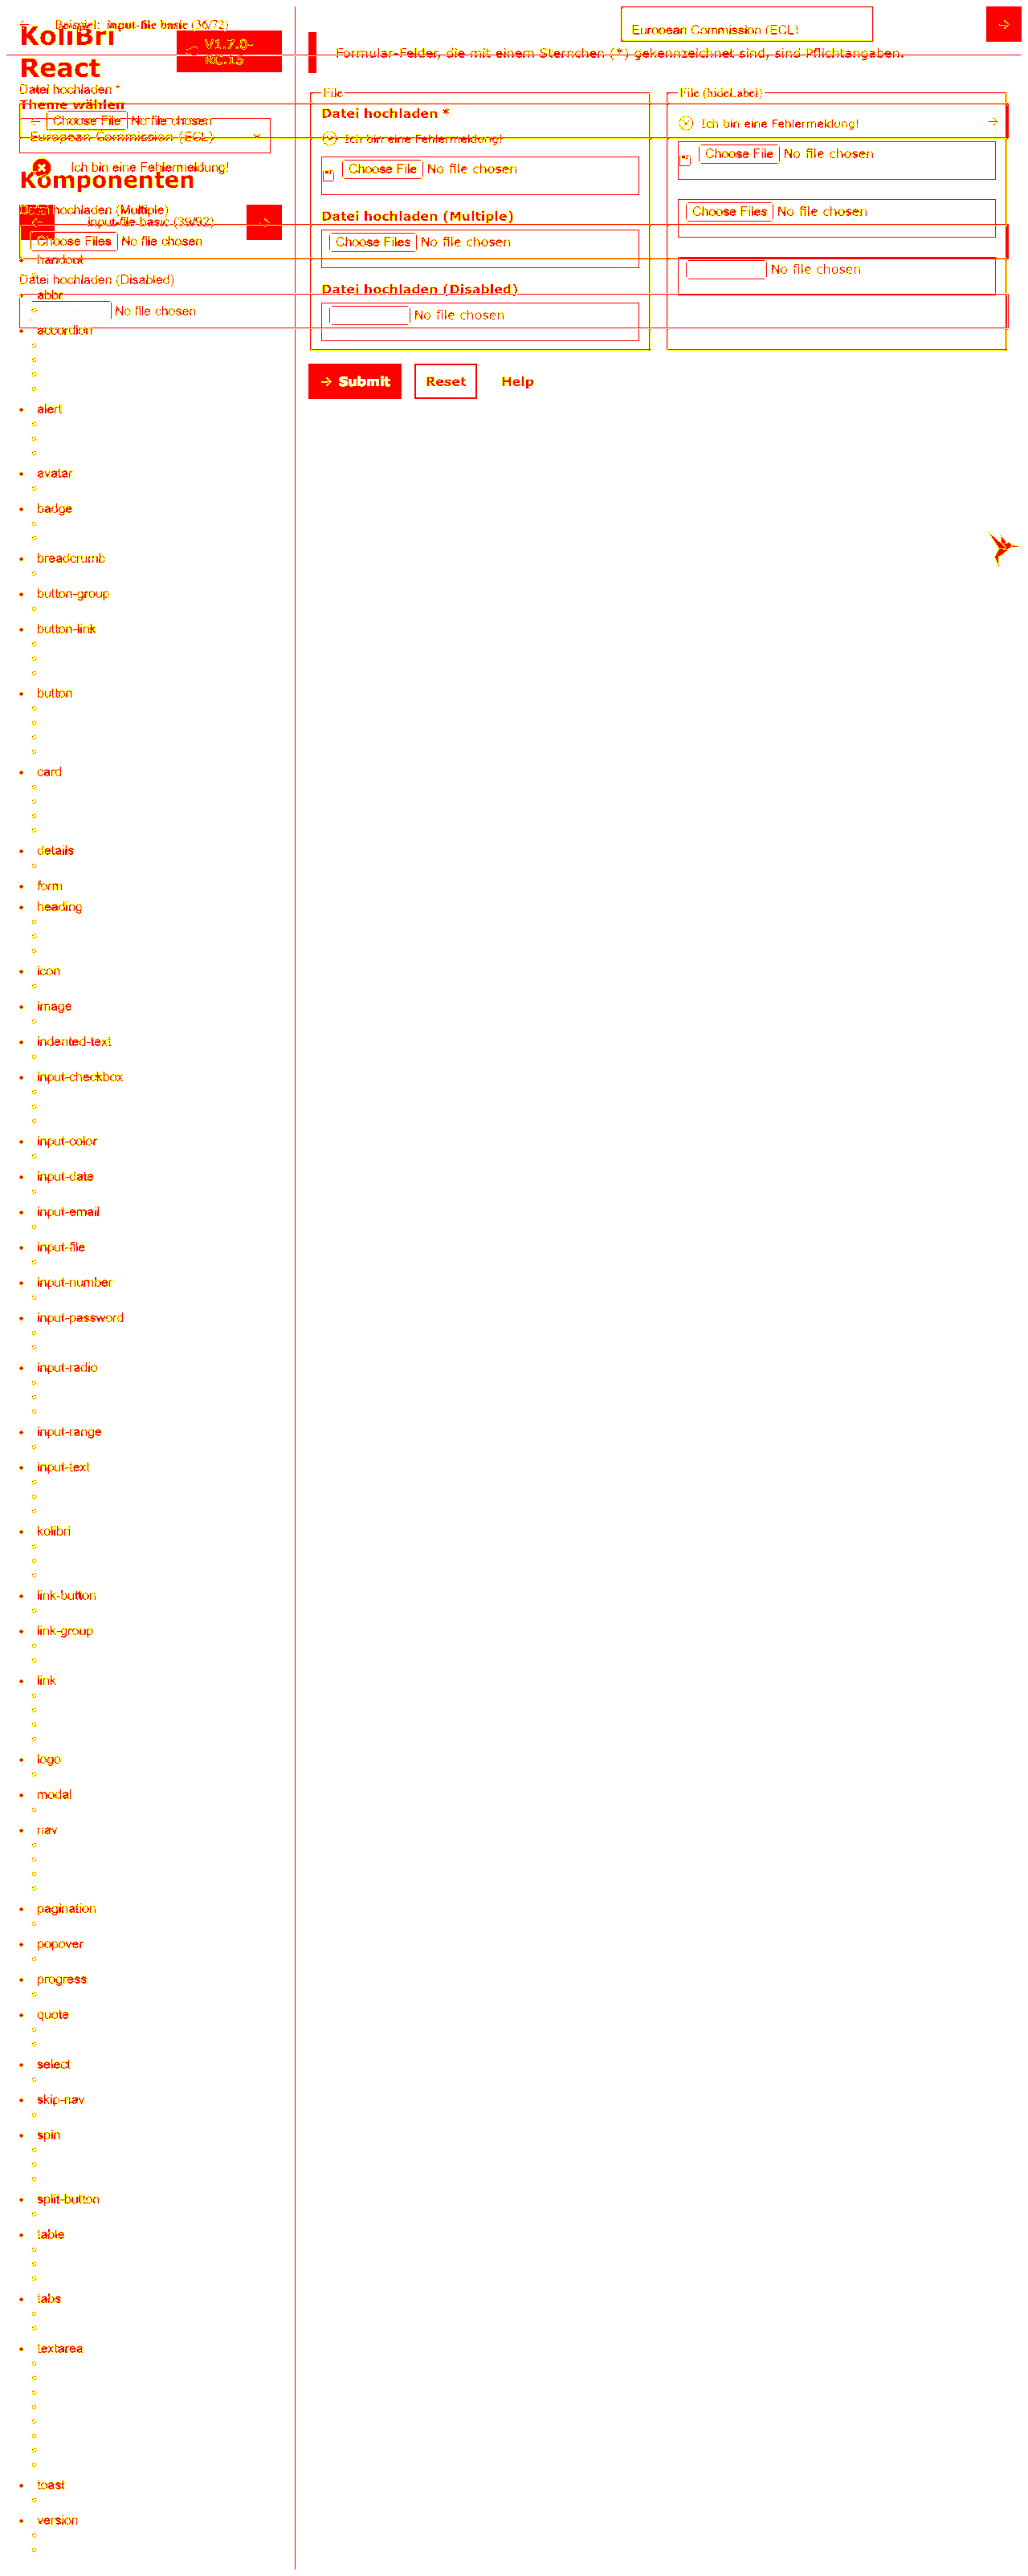 Beispiel: input-file basic (36/72)
European Commission (ECL)
KoliBri
React
V1.7.0-
RC.15
Formular-Felder, die mit einem Sternchen (*) gekennzeichnet sind, sind Pflichtangaben.
Datei hochladen *
Theme wählen
Choose File No file chosen
European Commission (ECL)
Ich bin eine Fehlermeldung!
Komponenten
Datei hochladen (Multiple)
input-file basic (39/92)
Choose Files No file chosen
handout
Datei hochladen (Disabled)
abbr
No file chosen
accordion
alert
avatar
badge
breadcrumb
button-group
button-link
button
card
details
form
heading
icon
image
indented-text
input-checkbox
input-color
input-date
input-email
input-file
input-number
input-password
input-radio
input-range
input-text
kolibri
link-button
link-group
link
logo
modal
nav
pagination
popover
progress
quote
select
skip-nav
spin
split-button
table
tabs
textarea
toast
version
File
Datei hochladen *
Ich bin eine Fehlermeldung!
Choose File No file chosen
Datei hochladen (Multiple)
Choose Files No file chosen
Datei hochladen (Disabled)
No file chosen
File (hideLabel)
Ich bin eine Fehlermeldung!
Choose File No file chosen
Choose Files No file chosen
No file chosen
Submit Reset Help